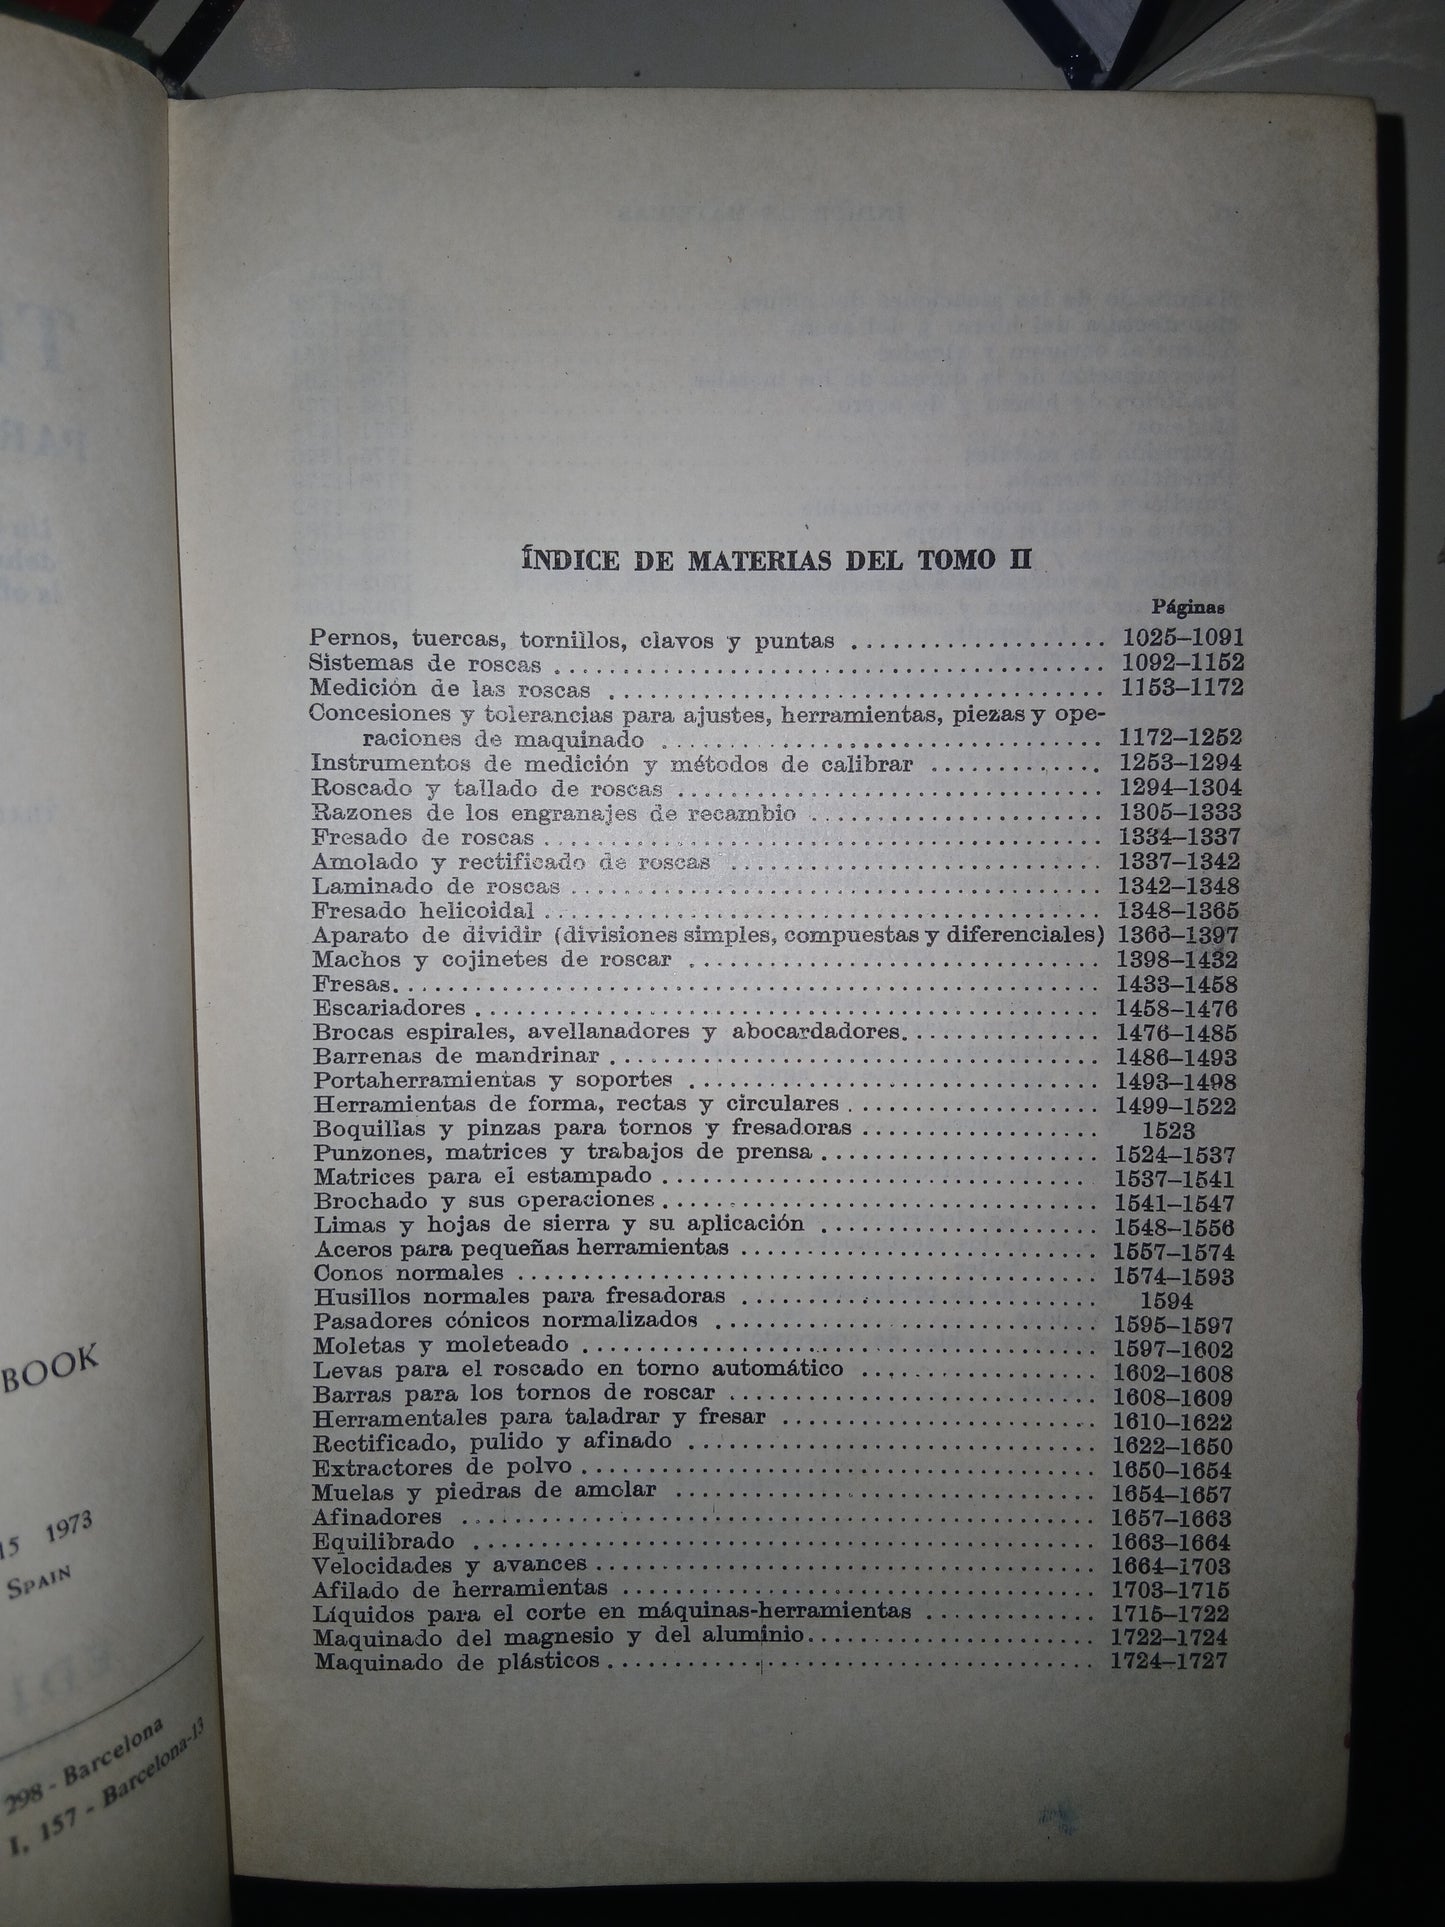 BOOK
15 1973
SPAIN
298 - Barcelona
I, 157 - Barcelona-13
ÍNDICE DE MATERIAS DEL TOMO II
Páginas
Pernos, tuercas, tornillos, clavos y puntas .................... 1025–1091
Sistemas de roscas ........................................ 1092–1152
Medición de las roscas .................................... 1153–1172
Concesiones y tolerancias para ajustes, herramientas, piezas y ope-
raciones de maquinado ................................ 1172–1252
Instrumentos de medición y métodos de calibrar ............. 1253–1294
Roscado y tallado de roscas ................................ 1294–1304
Razones de los engranajes de recambio ...................... 1305–1333
Fresado de roscas ......................................... 1334–1337
Amolado y rectificado de roscas ............................ 1337–1342
Laminado de roscas ....................................... 1342–1348
Fresado helicoidal ......................................... 1348–1365
Aparato de dividir (divisiones simples, compuestas y diferenciales) 1366–1397
Machos y cojinetes de roscar ............................... 1398–1432
Fresas.................................................... 1433–1458
Escariadores .............................................. 1458–1476
Brocas espirales, avellanadores y abocardadores............... 1476–1485
Barrenas de mandrinar .................................... 1486–1493
Portaherramientas y soportes ............................... 1493–1498
Herramientas de forma, rectas y circulares ................... 1499–1522
Boquillas y pinzas para tornos y fresadoras .................. 1523
Punzones, matrices y trabajos de prensa ..................... 1524–1537
Matrices para el estampado ................................. 1537–1541
Brochado y sus operaciones................................. 1541–1547
Limas y hojas de sierra y su aplicación ..................... 1548–1556
Aceros para pequeñas herramientas .......................... 1557–1574
Conos normales ........................................... 1574–1593
Husillos normales para fresadoras ........................... 1594
Pasadores cónicos normalizados ............................. 1595–1597
Moletas y moleteado ...................................... 1597–1602
Levas para el roscado en torno automático .................. 1602–1608
Barras para los tornos de roscar ............................ 1608–1609
Herramentales para taladrar y fresar ........................ 1610–1622
Rectificado, pulido y afinado ............................... 1622–1650
Extractores de polvo ...................................... 1650–1654
Muelas y piedras de amolar ................................ 1654–1657
Afinadores ............................................... 1657–1663
Equilibrado .............................................. 1663–1664
Velocidades y avances ..................................... 1664–1703
Afilado de herramientas .................................... 1703–1715
Líquidos para el corte en máquinas-herramientas ............. 1715–1722
Maquinado del magnesio y del aluminio...................... 1722–1724
Maquinado de plásticos .................................... 1724–1727